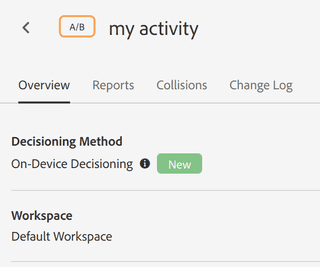 A/B my activity
Overview Reports Collisions Change Log
Decisioning Method
On-Device Decisioning New
Workspace
Default Workspace